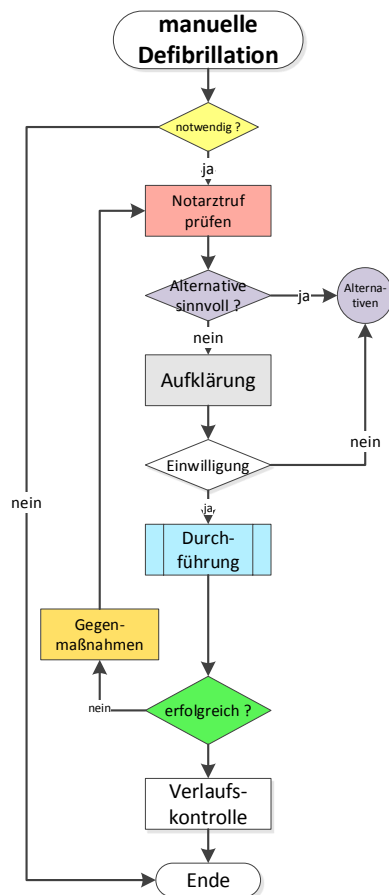 manuelle
Defibrillation
notwendig ?
ja
Notarztruf
prüfen
Alternative
sinnvoll ?
ja
Alterna-
tiven
nein
Aufklärung
Einwilligung
nein
ja
nein
Durch-
führung
Gegen-
maßnahmen
nein
erfolgreich ?
Verlaufs-
kontrolle
Ende